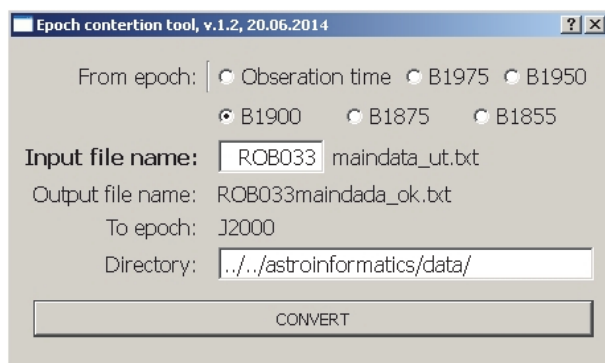 Epoch contertion tool, v.1.2, 20.06.2014
From epoch: Obseration time B1975 B1950
B1900 B1875 B1855
Input file name: ROB033 maindata_ut.txt
Output file name: ROB033maindada_ok.txt
To epoch: J2000
Directory: ../../astroinformatics/data/
CONVERT